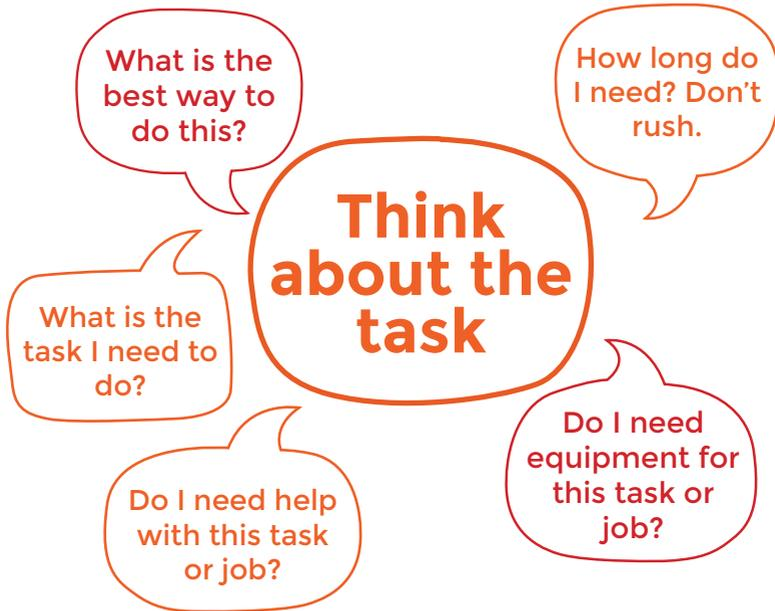 What is the
best way to
do this?
How long do
I need? Don’t
rush.
Think
about the
task
What is the
task I need to
do?
Do I need
equipment for
this task or
job?
Do I need help
with this task
or job?